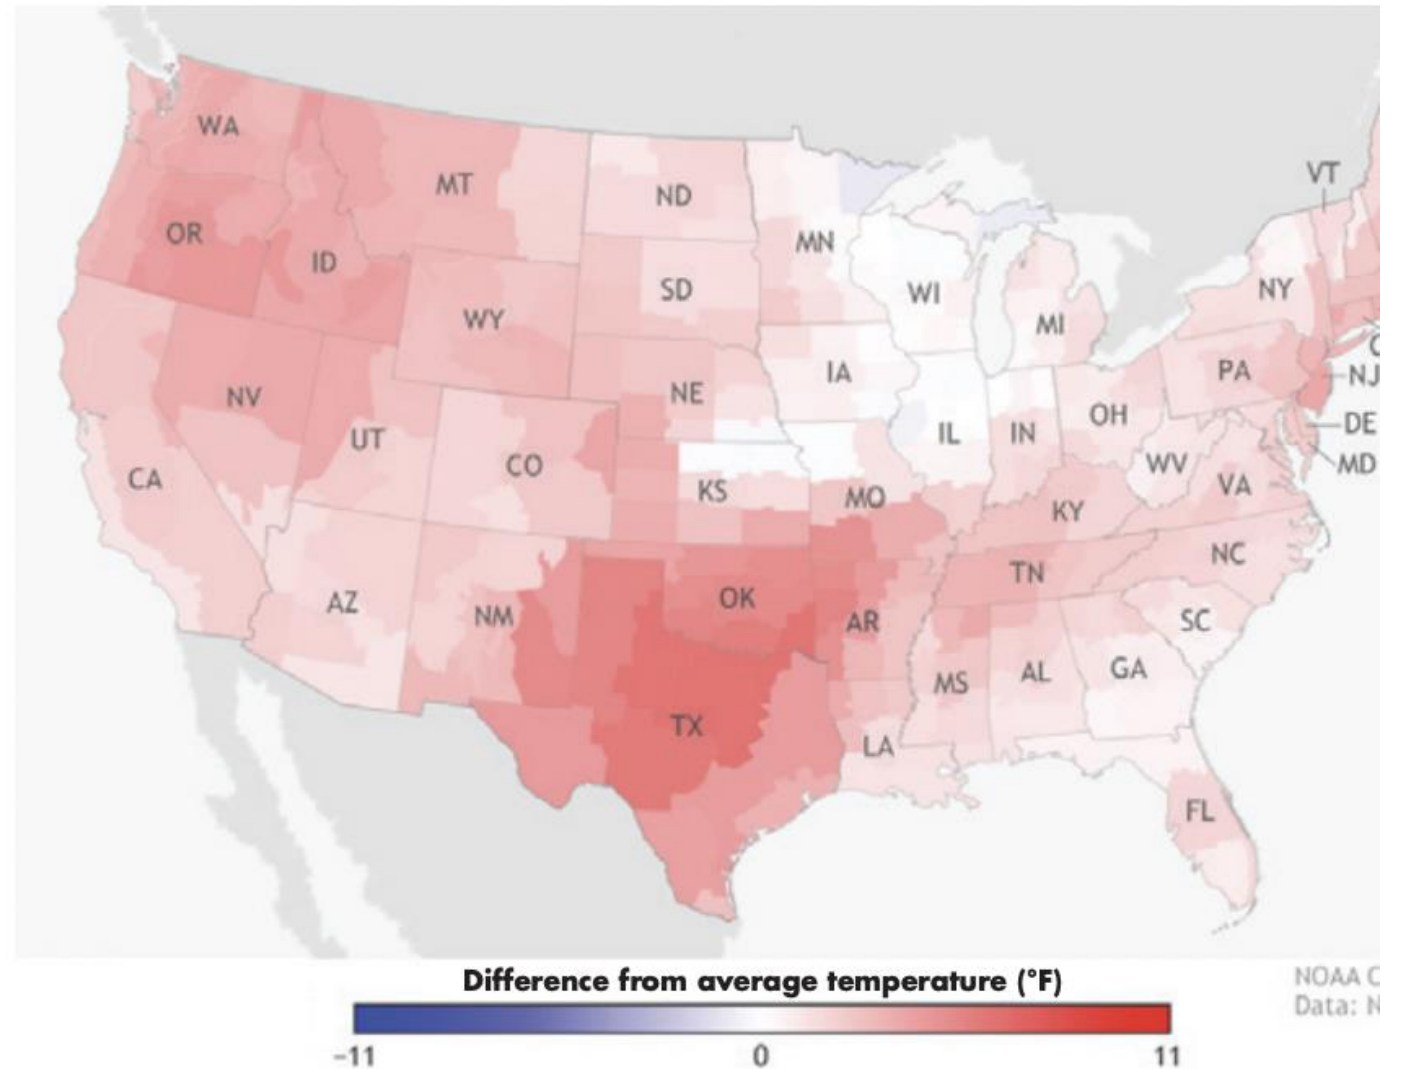 WA
VT
MT
ND
OR
MN
ID
SD
WI
NY
WY
MI
IA
PA
NJ
NV
NE
OH
DE
UT
IL
IN
CO
WV
MD
CA
KS
MO
VA
KY
NC
TN
AZ
NM
OK
AR
SC
MS
AL
GA
TX
LA
FL
Difference from average temperature (°F)
−11
0
11
NOAA C
Data: N